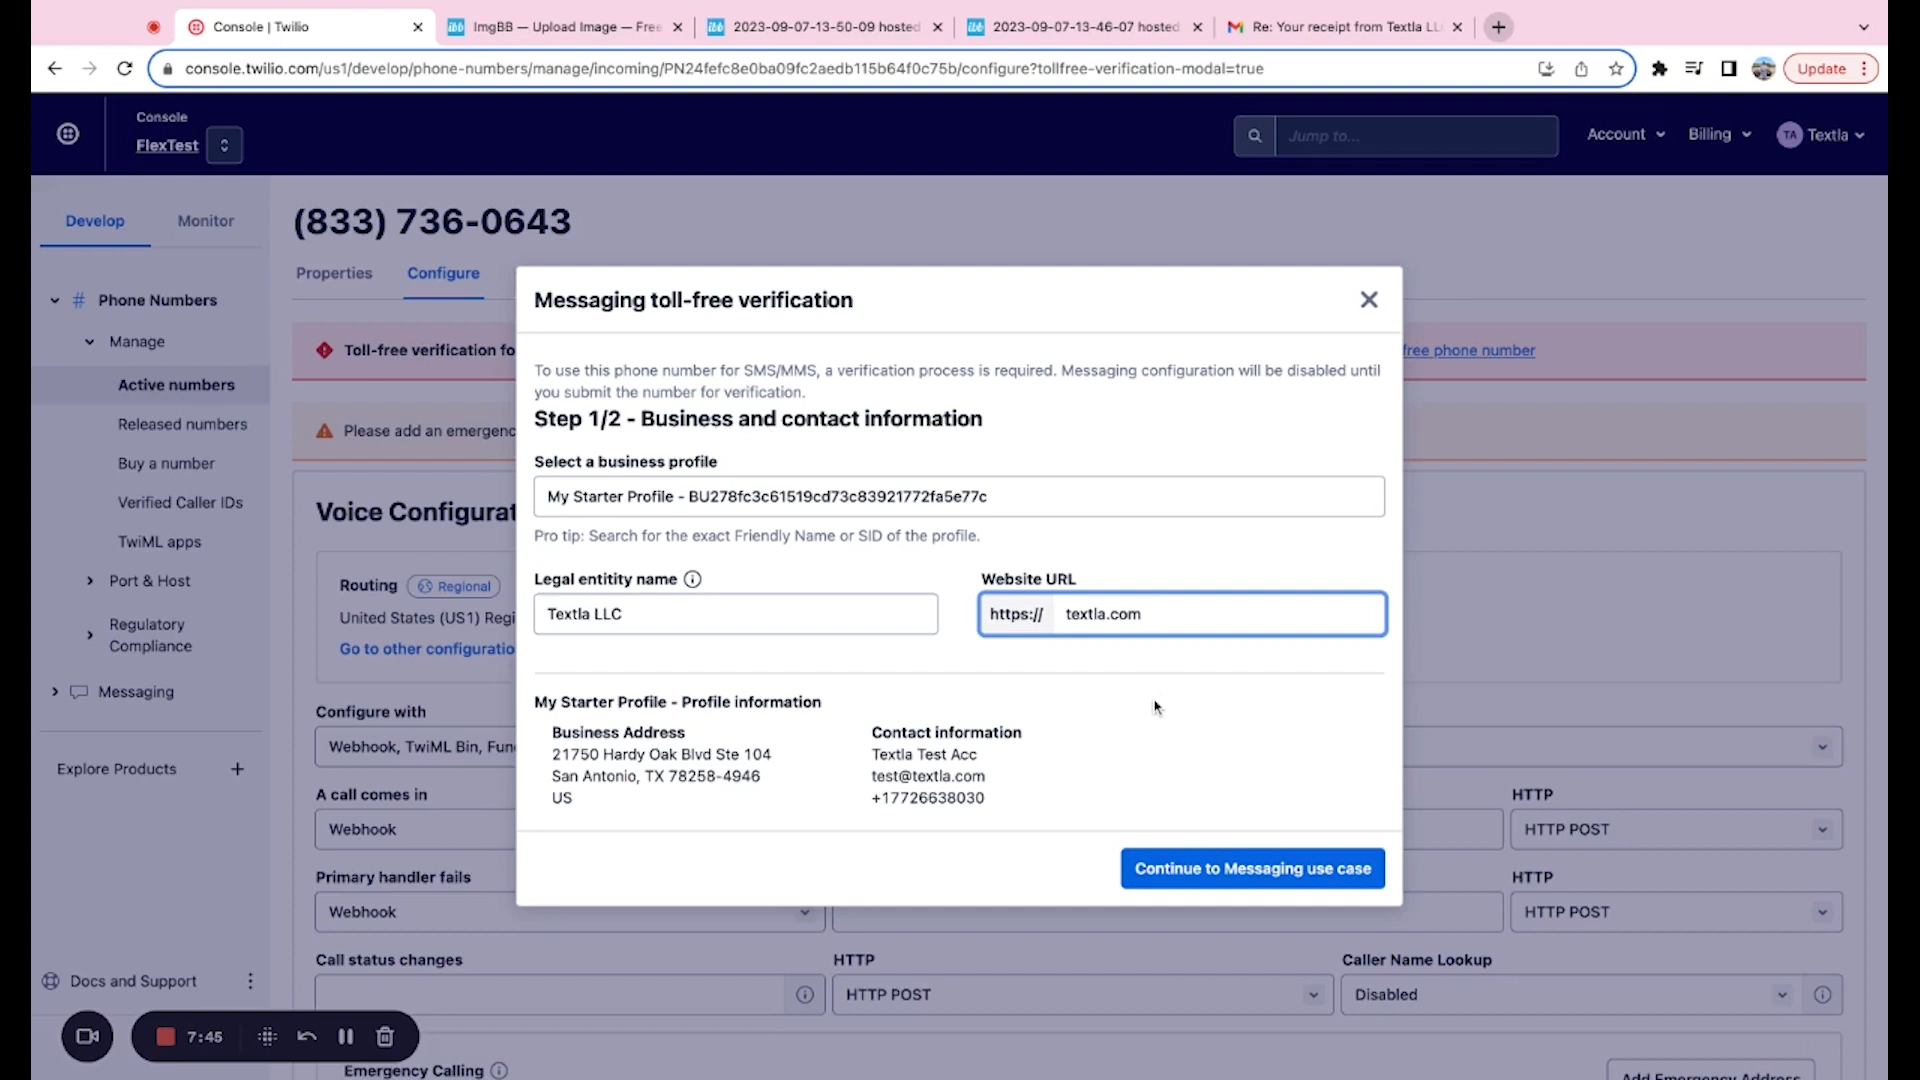 Console | Twilio
ImgBB — Upload Image — Free
2023-09-07-13-50-09 hosted
2023-09-07-13-46-07 hosted
Re: Your receipt from Textla LL
console.twilio.com/us1/develop/phone-numbers/manage/incoming/PN24fefc8e0ba09fc2aedb115b64f0c75b/configure?tollfree-verification-modal=true
Update
Console
FlexTest
Jump to...
Account
Billing
TA
Textla
Develop
Monitor
Phone Numbers
Manage
Active numbers
Released numbers
Buy a number
Verified Caller IDs
TwiML apps
Port & Host
Regulatory
Compliance
Messaging
Explore Products
Docs and Support
7:45
(833) 736-0643
Properties
Configure
Toll-free verification fo
free phone number
Please add an emergenc
Voice Configurat
Routing
Regional
United States (US1) Regi
Go to other configuratio
Configure with
Webhook, TwiML Bin, Fun
A call comes in
HTTP
Webhook
HTTP POST
Primary handler fails
HTTP
Webhook
HTTP POST
Call status changes
HTTP
Caller Name Lookup
HTTP POST
Disabled
Emergency Calling
Add Emergency Address
Messaging toll-free verification
To use this phone number for SMS/MMS, a verification process is required. Messaging configuration will be disabled until
you submit the number for verification.
Step 1/2 - Business and contact information
Select a business profile
My Starter Profile - BU278fc3c61519cd73c83921772fa5e77c
Pro tip: Search for the exact Friendly Name or SID of the profile.
Legal entity name
Website URL
Textla LLC
https://
textla.com
My Starter Profile - Profile information
Business Address
Contact information
21750 Hardy Oak Blvd Ste 104
Textla Test Acc
San Antonio, TX 78258-4946
test@textla.com
US
+17726638030
Continue to Messaging use case